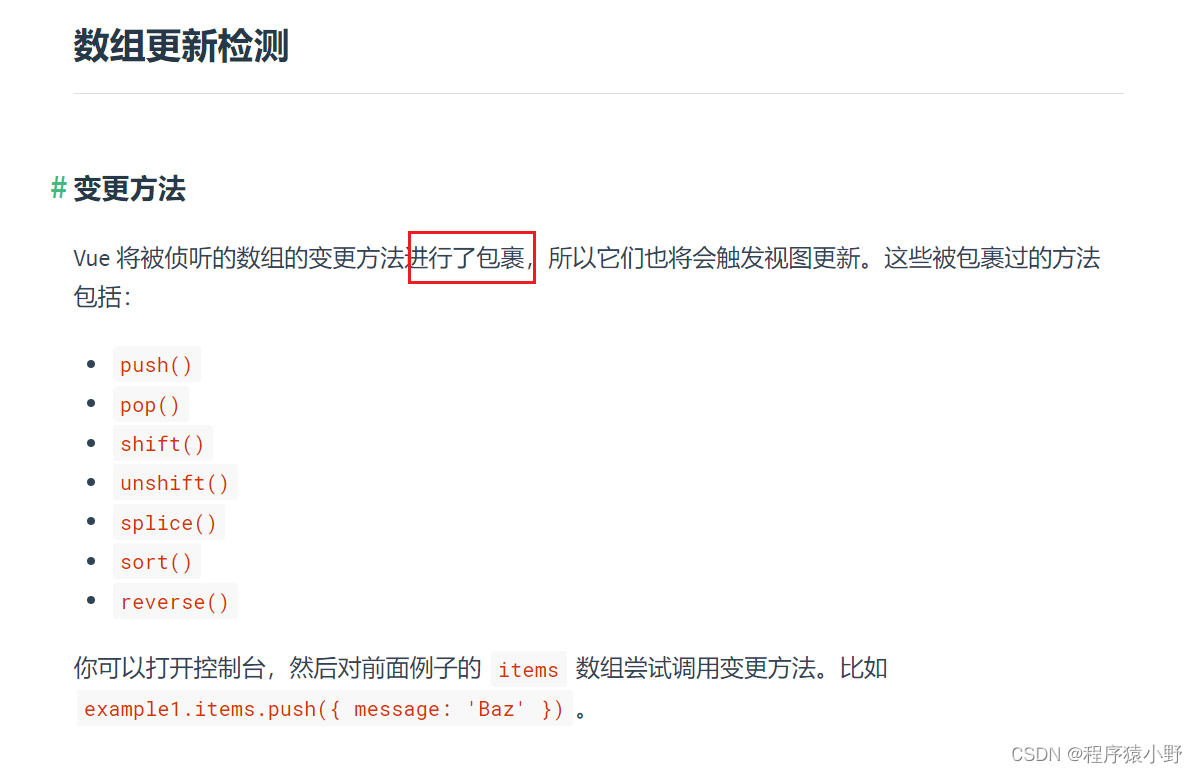 数组更新检测
# 变更方法
Vue 将被侦听的数组的变更方法进行了包裹，所以它们也将会触发视图更新。这些被包裹过的方法
包括：
push()
pop()
shift()
unshift()
splice()
sort()
reverse()
你可以打开控制台，然后对前面例子的 items 数组尝试调用变更方法。比如
example1.items.push({ message: 'Baz' }) 。
CSDN @程序猿小野